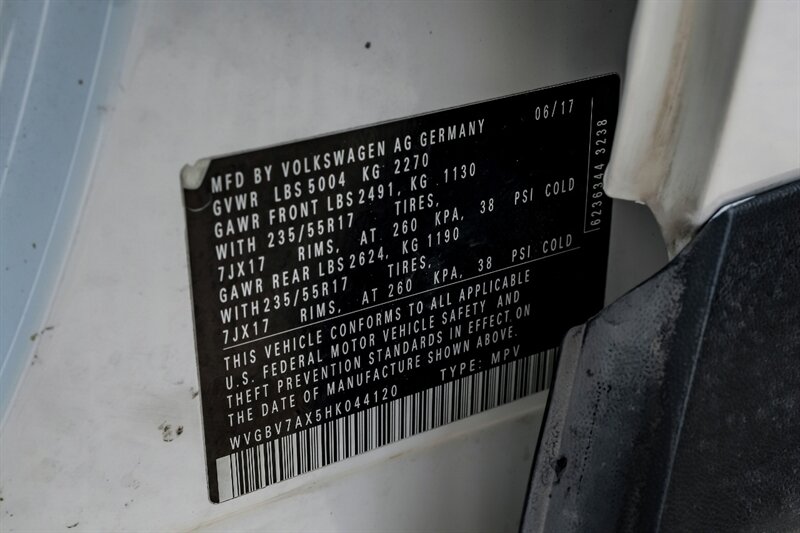 MFD BY VOLKSWAGEN AG GERMANY 06/17
GVWR LBS 5004 KG 2270
GAWR FRONT LBS 2491, KG 1130
WITH 235/55R17 TIRES,
7JX17 RIMS, AT 260 KPA, 38 PSI COLD
GAWR REAR LBS 2624, KG 1190
WITH 235/55R17 TIRES,
7JX17 RIMS, AT 260 KPA, 38 PSI COLD
THIS VEHICLE CONFORMS TO ALL APPLICABLE
U.S. FEDERAL MOTOR VEHICLE SAFETY AND
THEFT PREVENTION STANDARDS IN EFFECT ON
THE DATE OF MANUFACTURE SHOWN ABOVE.
WVGBV7AX5HK044120 TYPE: MPV
6236344 3238